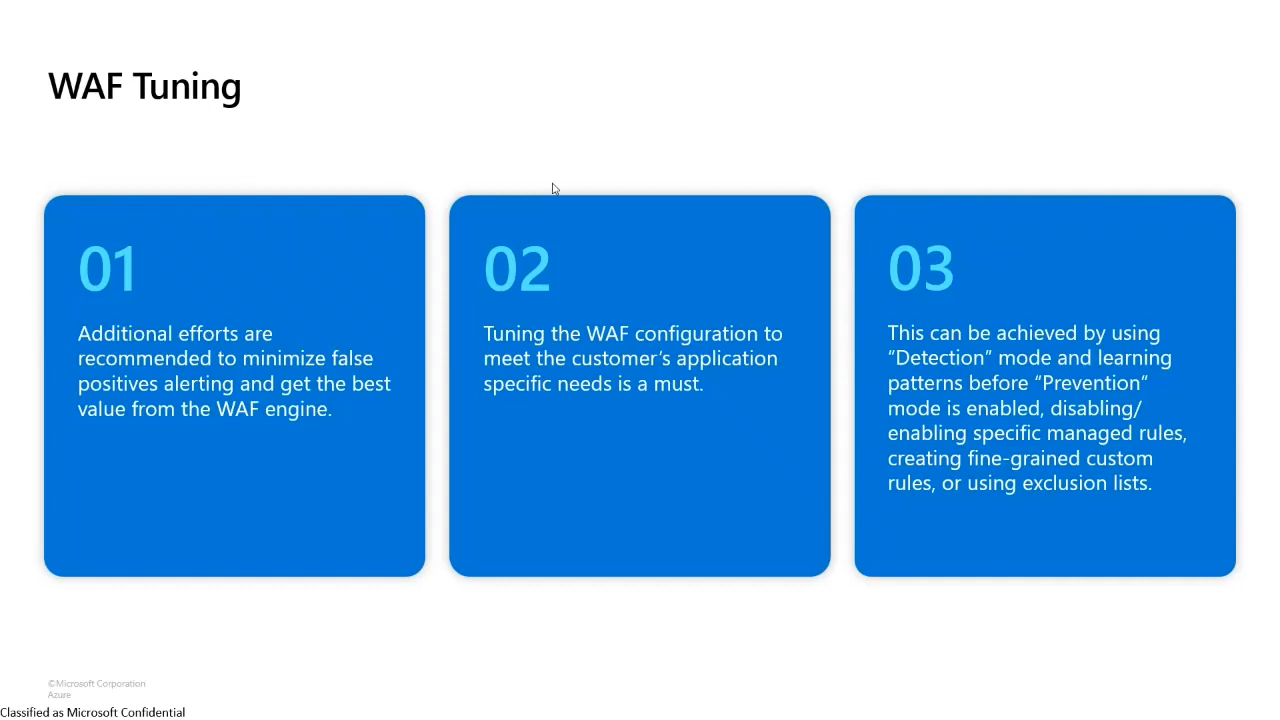 WAF Tuning
01
Additional efforts are
recommended to minimize false
positives alerting and get the best
value from the WAF engine.
02
Tuning the WAF configuration to
meet the customer’s application
specific needs is a must.
03
This can be achieved by using
“Detection” mode and learning
patterns before “Prevention”
mode is enabled, disabling/
enabling specific managed rules,
creating fine-grained custom
rules, or using exclusion lists.
©Microsoft Corporation
Azure
Classified as Microsoft Confidential